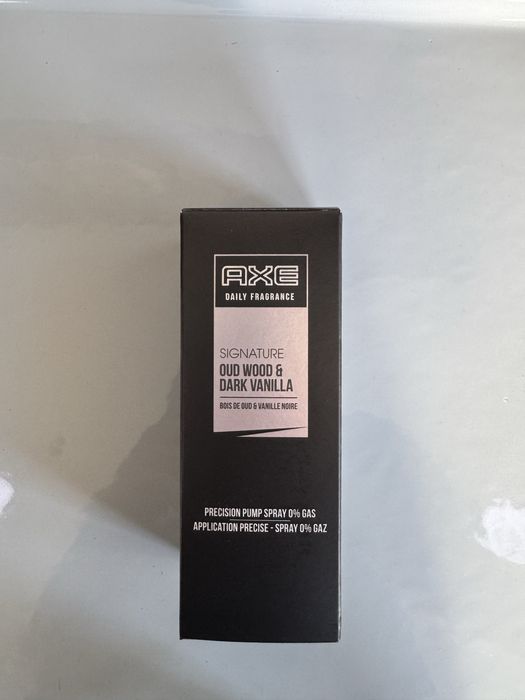 AXE
DAILY FRAGRANCE
SIGNATURE
OUD WOOD &
DARK VANILLA
BOIS DE OUD & VANILLE NOIRE
PRECISION PUMP SPRAY 0% GAS
APPLICATION PRECISE - SPRAY 0% GAZ